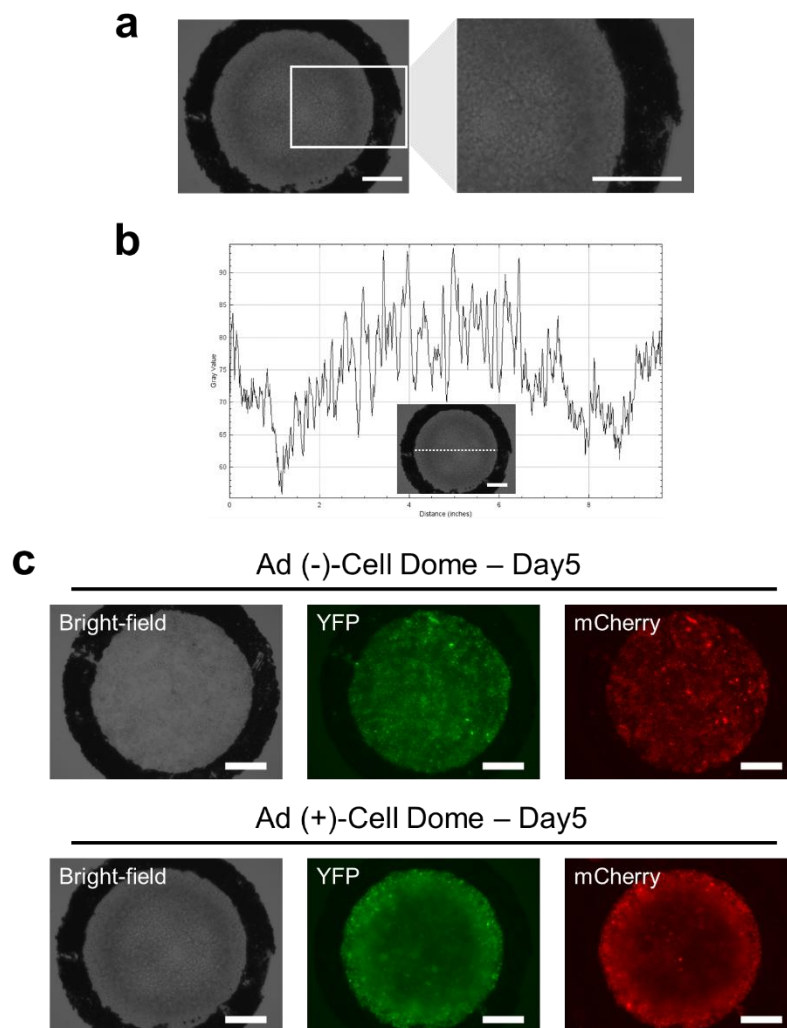 a
b
90
85
80
75
70
65
60
Gray Value
0
2
4
6
8
Distance (inches)
c
Ad (-)-Cell Dome – Day5
Bright-field
YFP
mCherry
Ad (+)-Cell Dome – Day5
Bright-field
YFP
mCherry